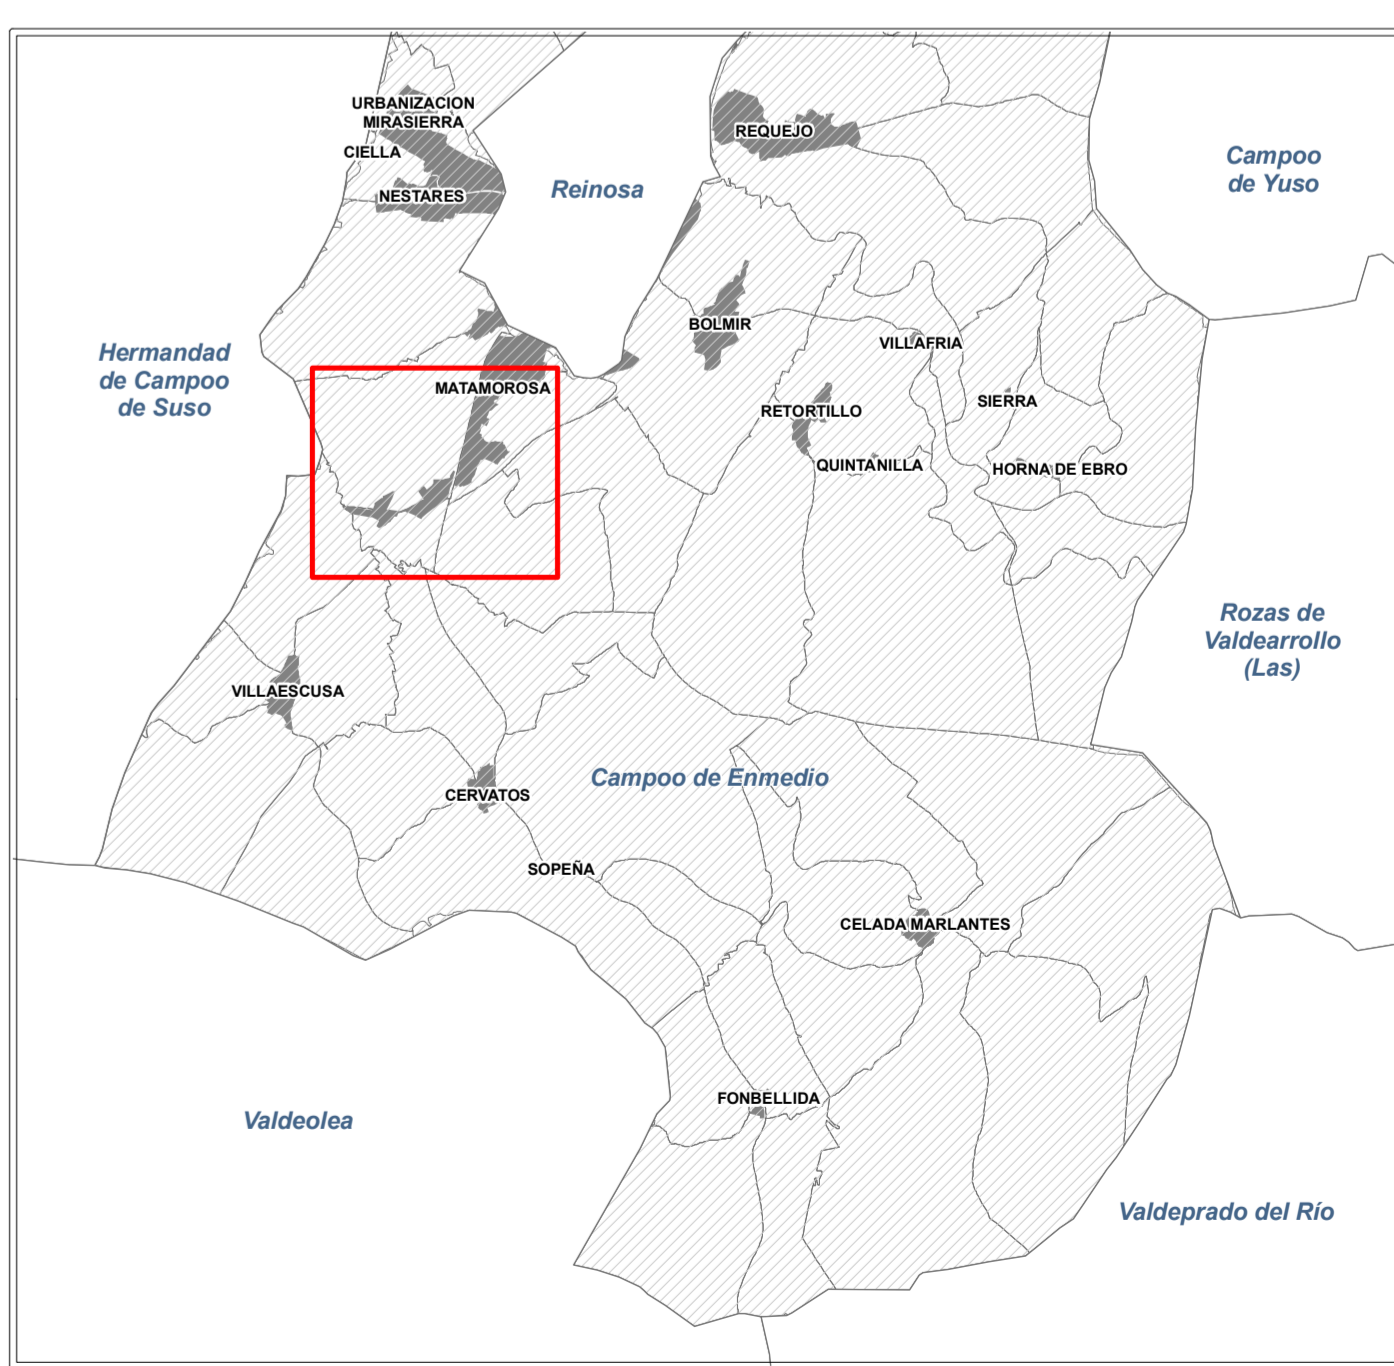 URBANIZACION
MIRASIERRA
CIELLA
NESTARES
REQUEJO
Reinosa
Campoo
de Yuso
BOLMIR
VILLAFRIA
Hermandad
de Campoo
de Suso
MATAMOROSA
RETORTILLO
SIERRA
QUINTANILLA
HORNA DE EBRO
Rozas de
Valdearrollo
(Las)
VILLAESCUSA
Campoo de Enmedio
CERVATOS
SOPEÑA
CELADA MARLANTES
FONBELLIDA
Valdeolea
Valdeprado del Río